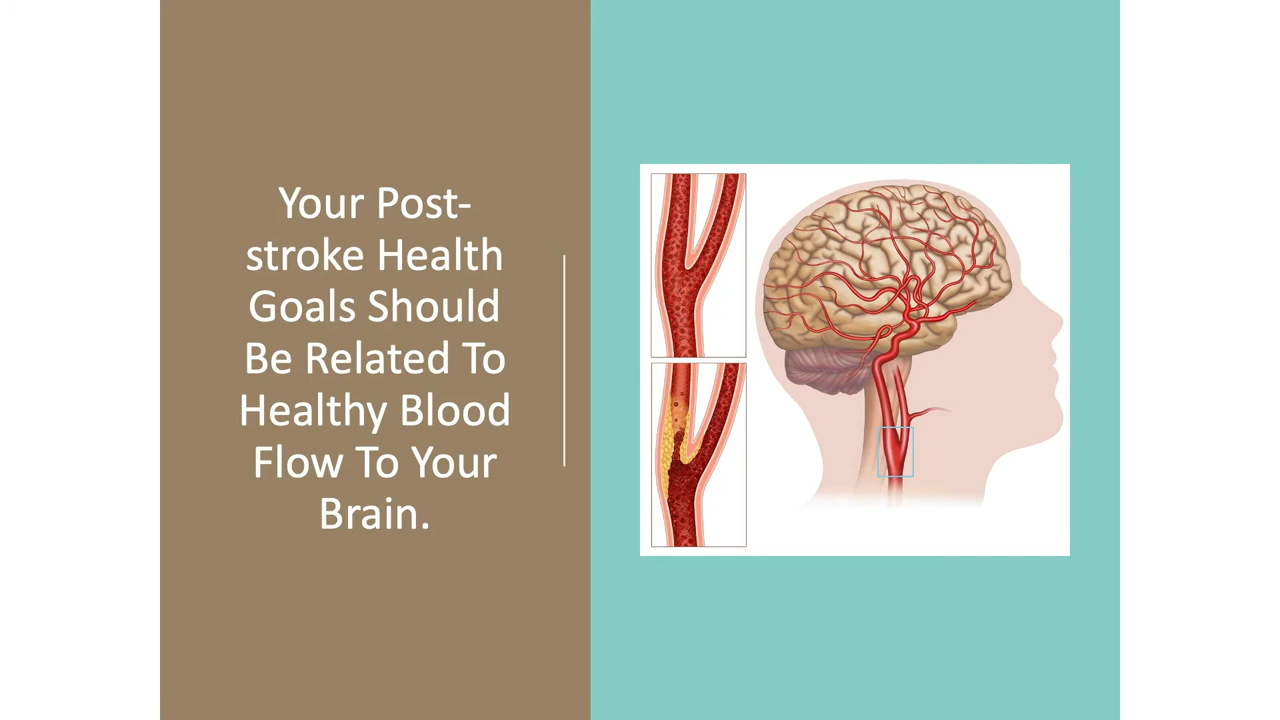 Your Post-
stroke Health
Goals Should
Be Related To
Healthy Blood
Flow To Your
Brain.